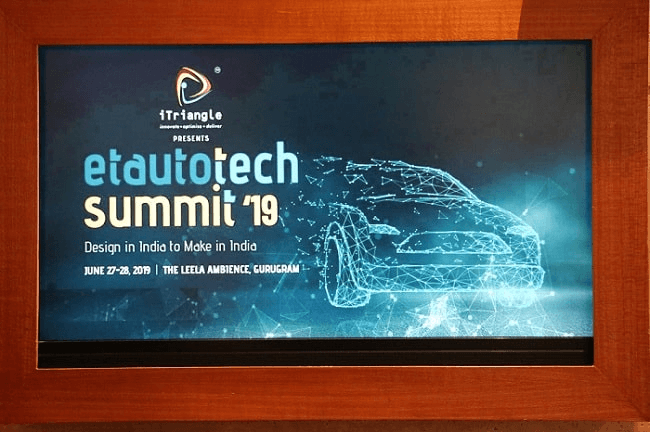 iTriangle
innovate • optimise • deliver
PRESENTS
etautotech
summit '19
Design in India to Make in India
JUNE 27-28, 2019 | THE LEELA AMBIENCE, GURUGRAM